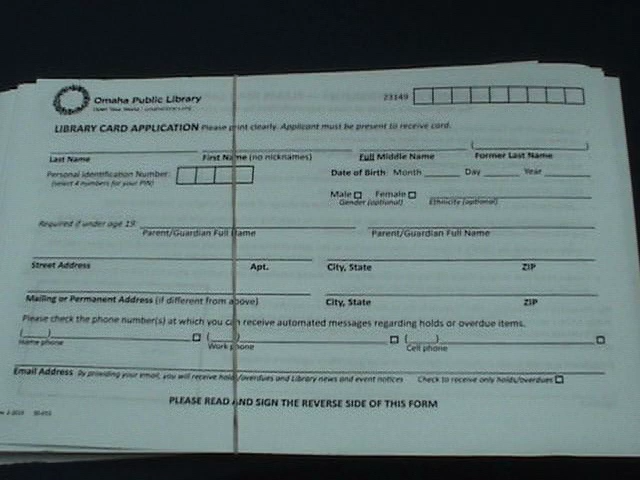 Omaha Public Library
23149
LIBRARY CARD APPLICATION Please print clearly. Applicant must be present to receive card.
Last Name First Name (no nicknames) Full Middle Name Former Last Name
Personal Identification Number: Date of Birth Month Day Year
(select 4 numbers for your PIN)
Male Female
Gender (optional) Ethnicity (optional)
Required if under age 19:
Parent/Guardian Full Name Parent/Guardian Full Name
Street Address Apt. City, State ZIP
Mailing or Permanent Address (if different from above) City, State ZIP
Please check the phone number(s) at which you can receive automated messages regarding holds or overdue items.
( ) ( ) ( )
Home phone Work phone Cell phone
Email Address By providing your email, you will receive holds/overdues and Library news and event notices Check to receive only holds/overdues
PLEASE READ AND SIGN THE REVERSE SIDE OF THIS FORM